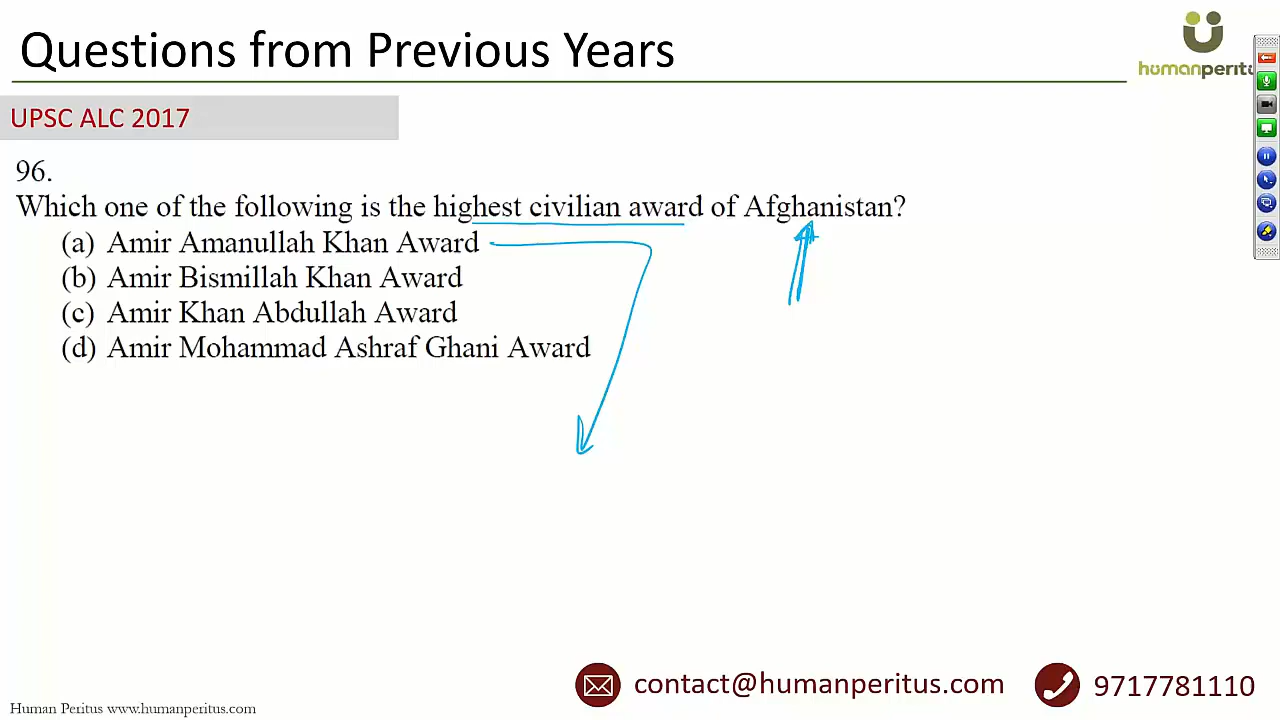 Questions from Previous Years
humanperitu
UPSC ALC 2017
96.
Which one of the following is the highest civilian award of Afghanistan?
(a) Amir Amanullah Khan Award
(b) Amir Bismillah Khan Award
(c) Amir Khan Abdullah Award
(d) Amir Mohammad Ashraf Ghani Award
contact@humanperitus.com 9717781110
Human Peritus www.humanperitus.com